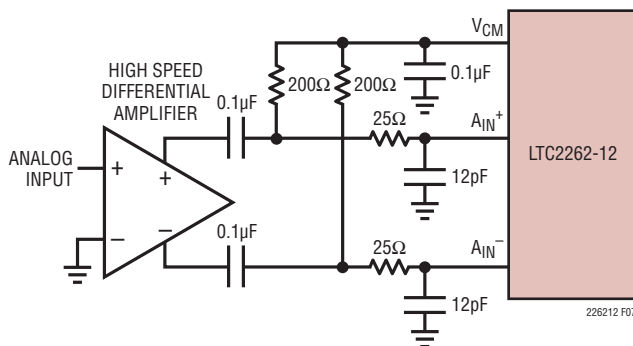 V_CM
HIGH SPEED
DIFFERENTIAL
AMPLIFIER
0.1µF
200Ω
200Ω
0.1µF
25Ω
A_IN^+
LTC2262-12
ANALOG
INPUT
+
+
12pF
−
−
0.1µF
25Ω
A_IN^−
12pF
226212 F07